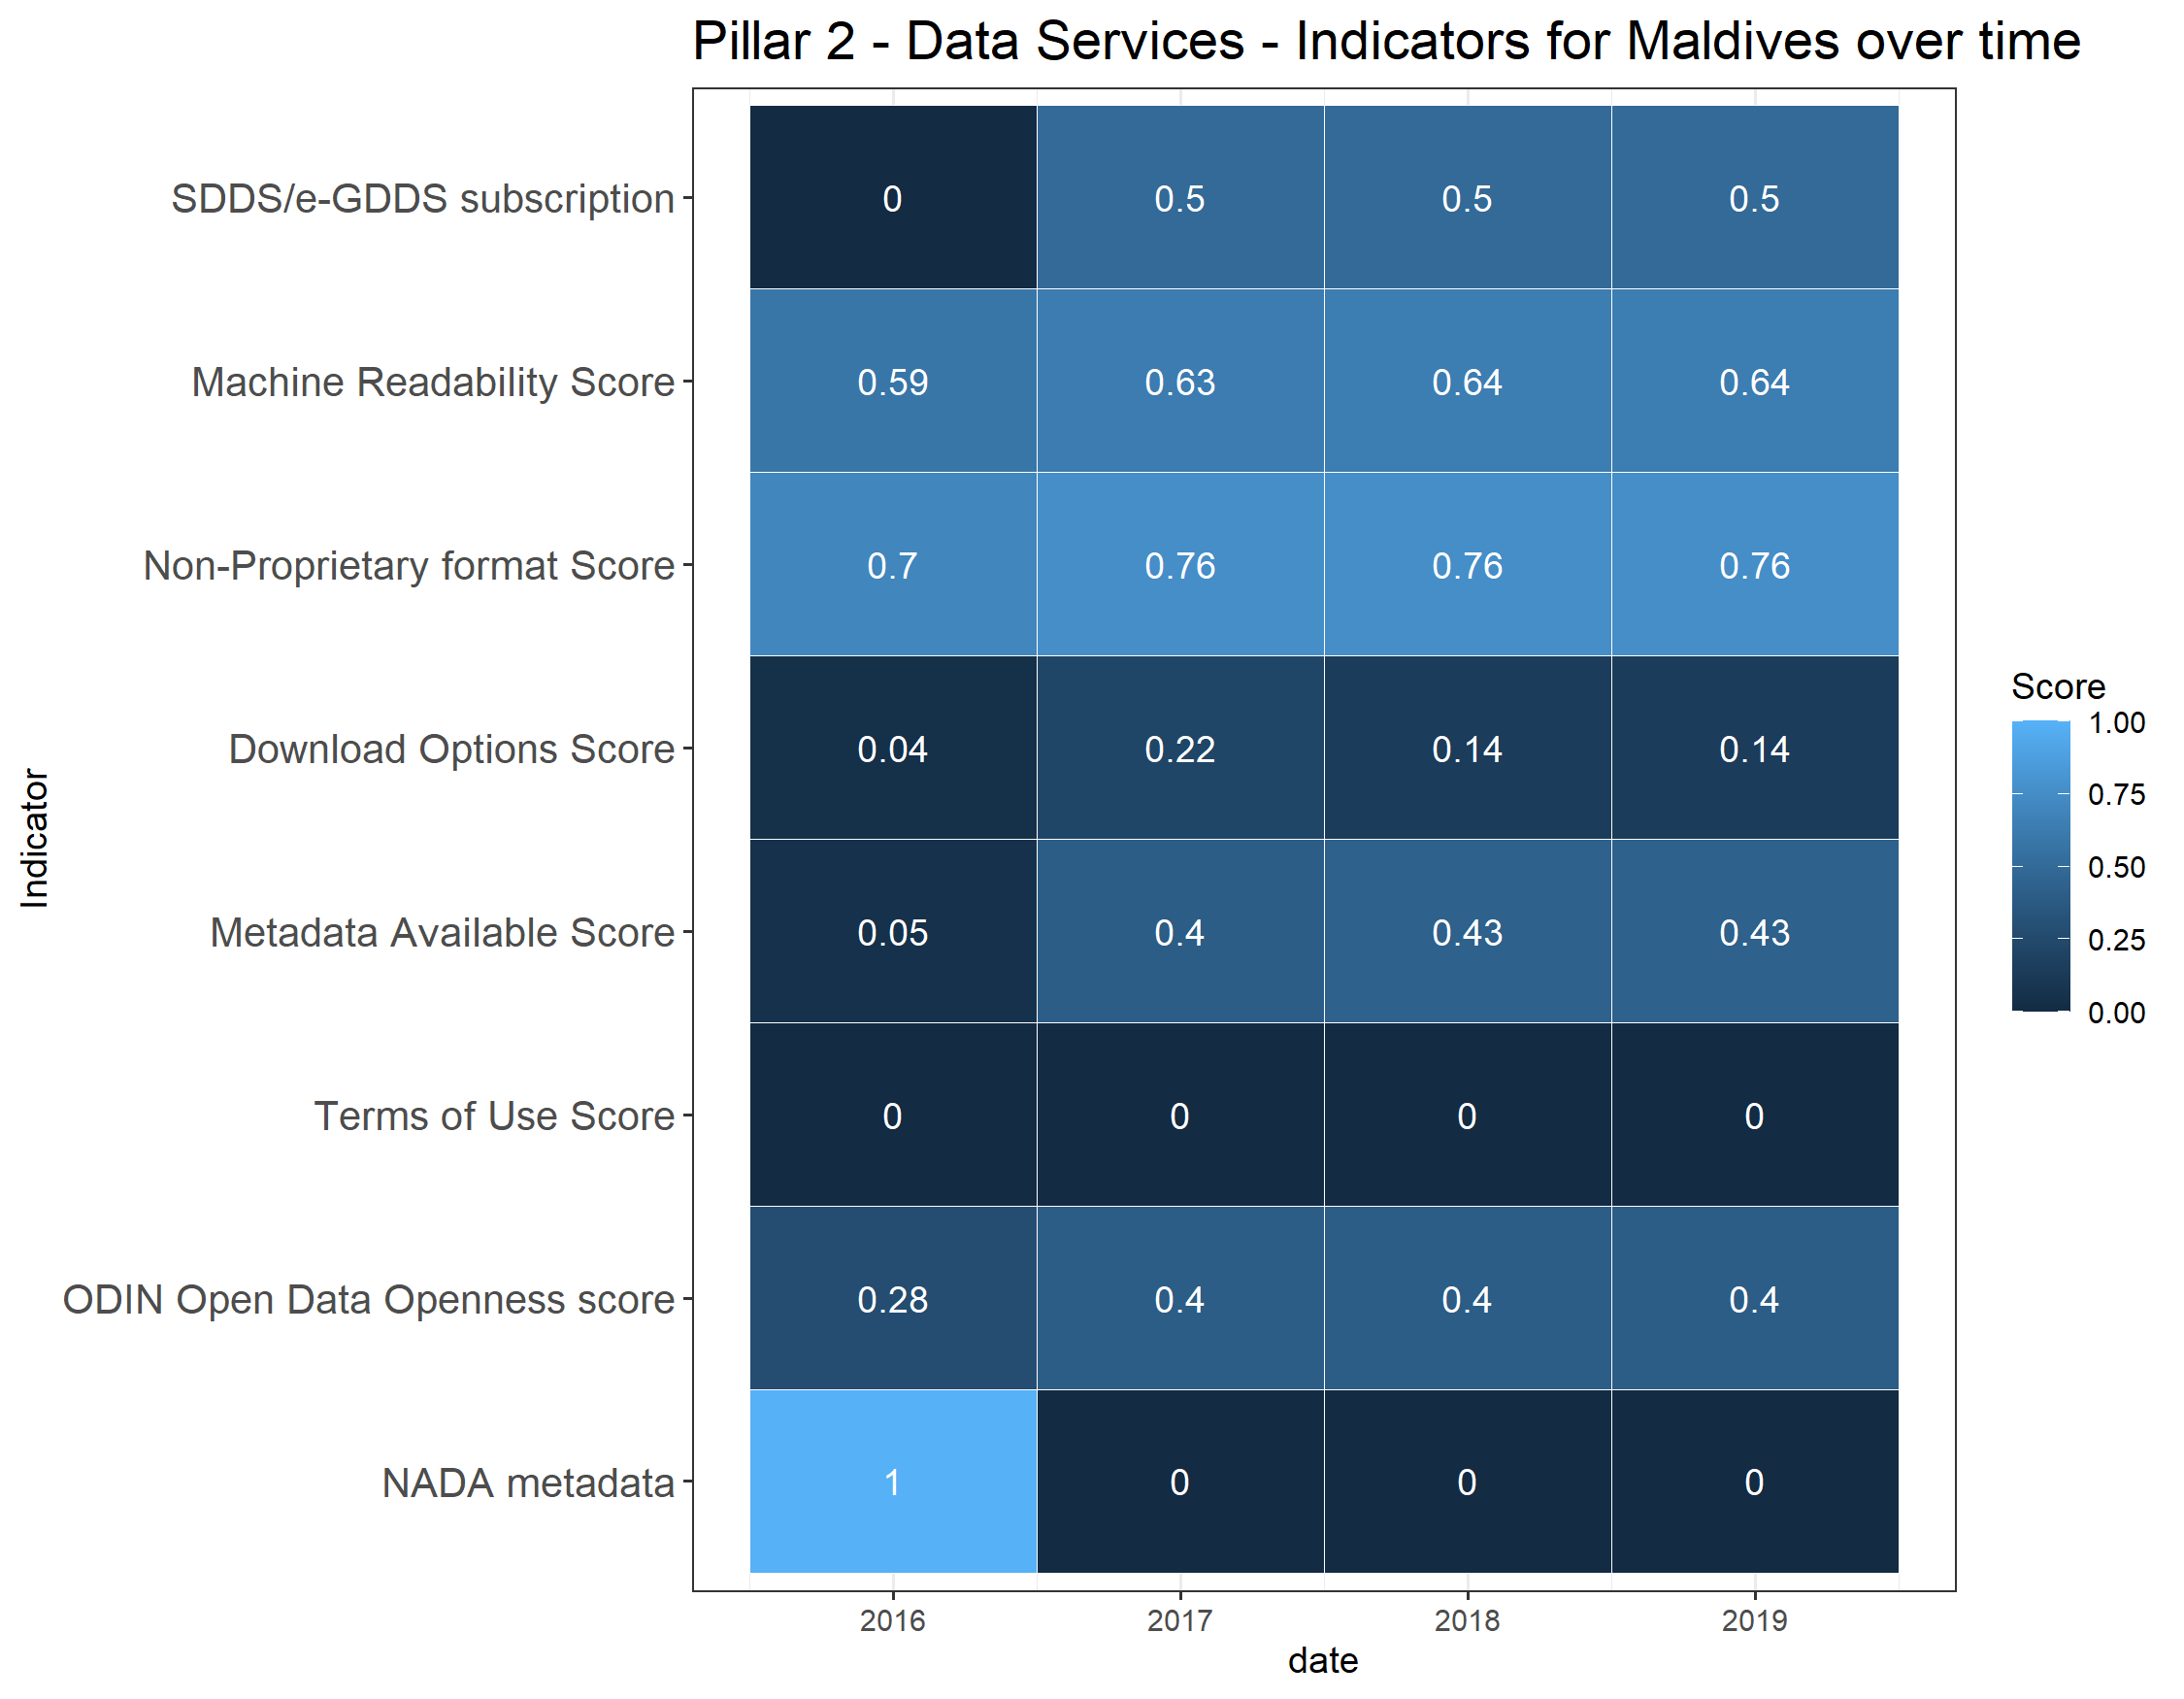 Pillar 2 - Data Services - Indicators for Maldives over time
Indicator
SDDS/e-GDDS subscription 0 0.5 0.5 0.5
Machine Readability Score 0.59 0.63 0.64 0.64
Non-Proprietary format Score 0.7 0.76 0.76 0.76
Download Options Score 0.04 0.22 0.14 0.14
Metadata Available Score 0.05 0.4 0.43 0.43
Terms of Use Score 0 0 0 0
ODIN Open Data Openness score 0.28 0.4 0.4 0.4
NADA metadata 1 0 0 0
2016 2017 2018 2019
date
Score
1.00
0.75
0.50
0.25
0.00